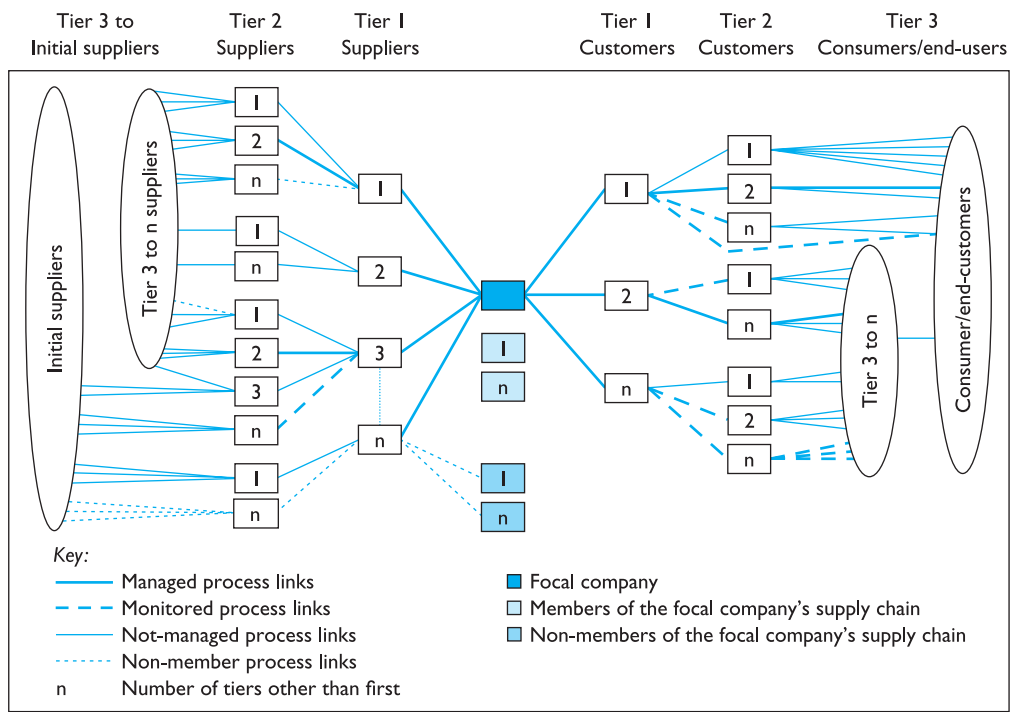 Tier 3 to
Initial suppliers
Tier 2
Suppliers
Tier 1
Suppliers
Tier 1
Customers
Tier 2
Customers
Tier 3
Consumers/end-users
Initial suppliers
Tier 3 to n suppliers
1
2
n
1
n
1
2
3
n
1
n
1
2
3
n
1
n
1
n
1
2
n
1
2
n
1
n
1
2
n
Tier 3 to n
Consumer/end-customers
Key:
Managed process links
Monitored process links
Not-managed process links
Non-member process links
n Number of tiers other than first
Focal company
Members of the focal company's supply chain
Non-members of the focal company's supply chain